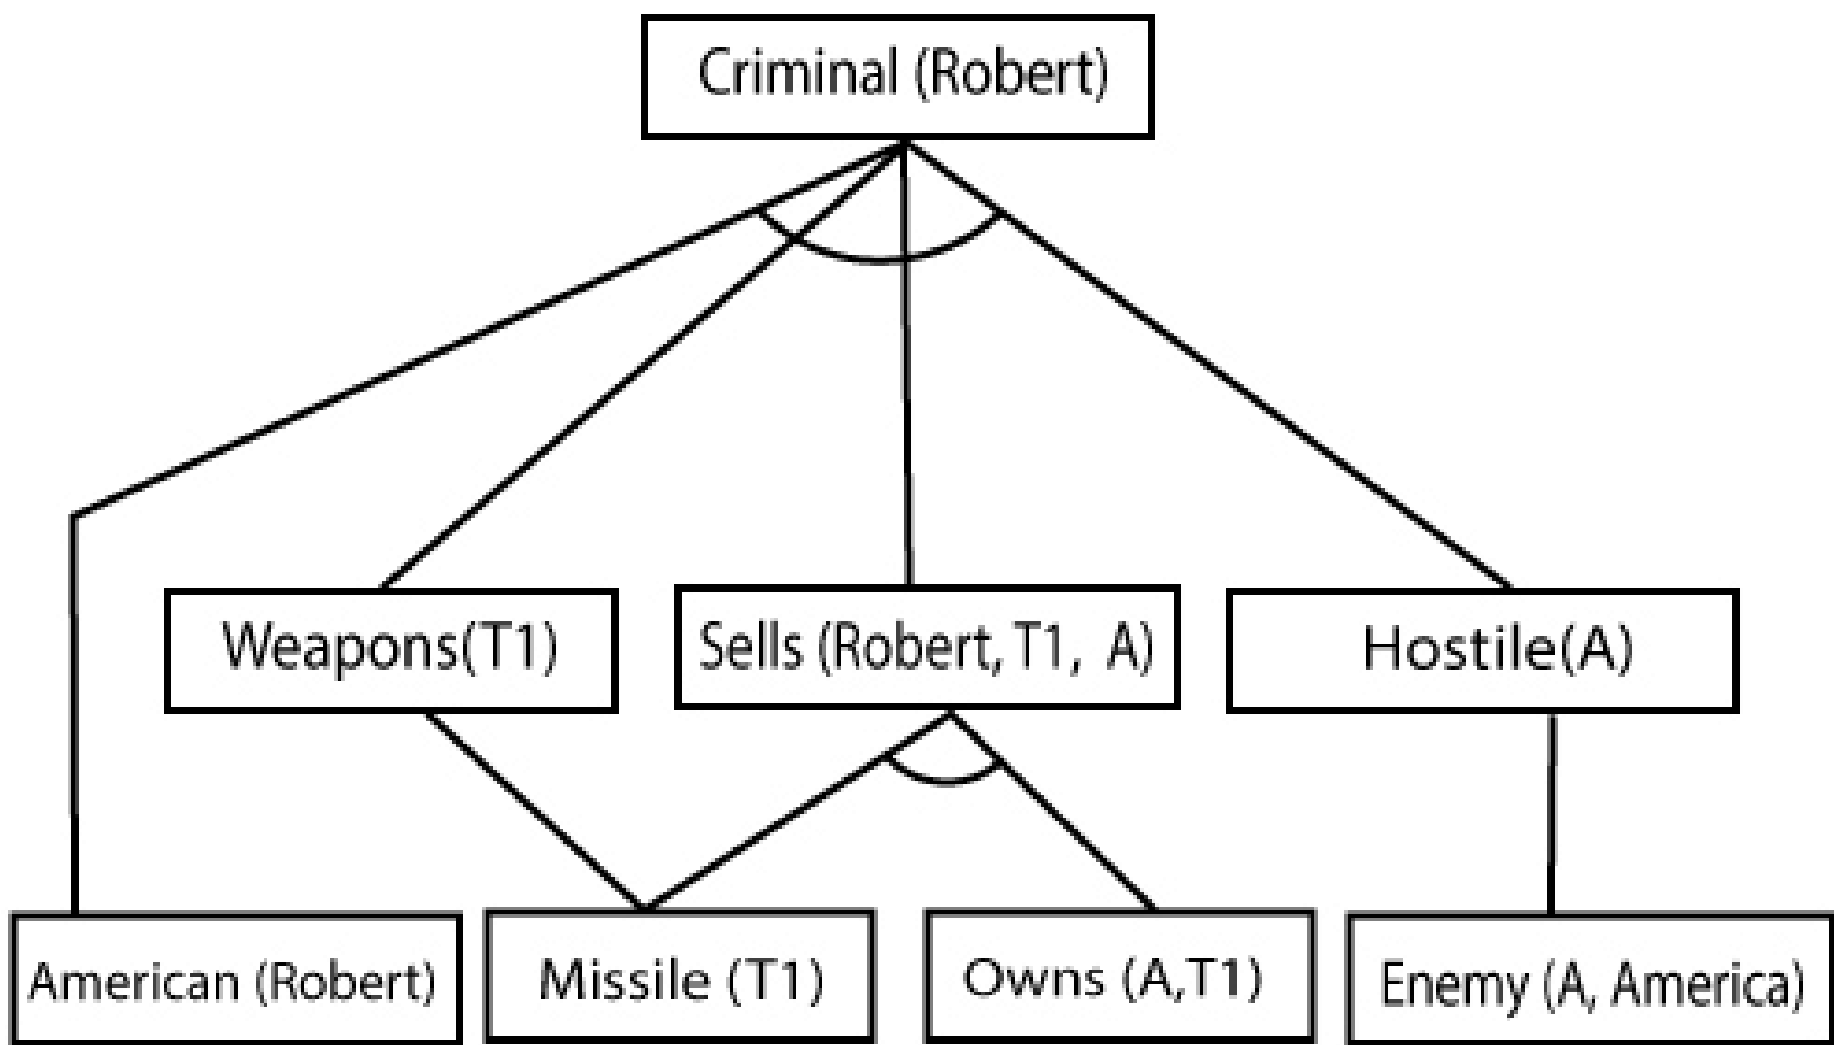 Criminal (Robert)
Weapons(T1)
Sells (Robert, T1, A)
Hostile(A)
American (Robert)
Missile (T1)
Owns (A,T1)
Enemy (A, America)